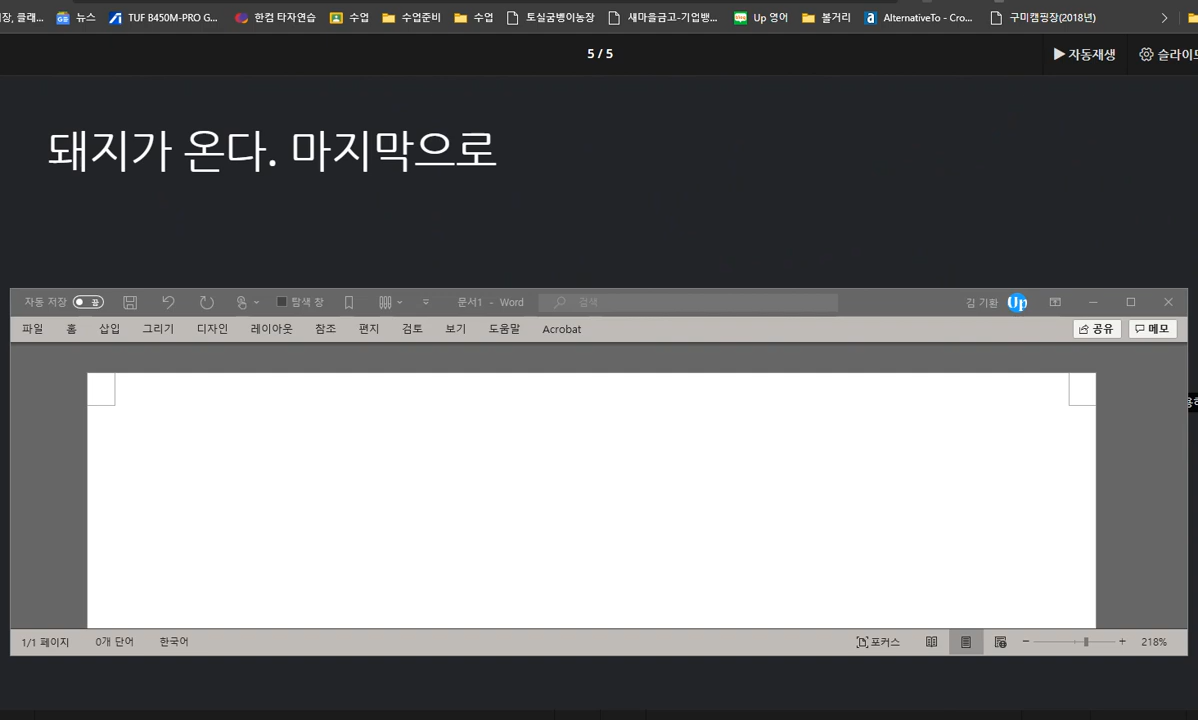 장, 클래... 뉴스 TUF B450M-PRO G... 한컴 타자연습 수업 수업준비 수업 토실굼벵이농장 새마을금고-기업뱅... Up 영어 볼거리 AlternativeTo - Cro... 구미캠핑장(2018년)
5 / 5 자동재생 슬라이드
돼지가 온다. 마지막으로
자동 저장 끔 탐색 창 문서1 - Word 검색 김 기환 Up
파일 홈 삽입 그리기 디자인 레이아웃 참조 편지 검토 보기 도움말 Acrobat 공유 메모
1/1 페이지 0개 단어 한국어 포커스 218%